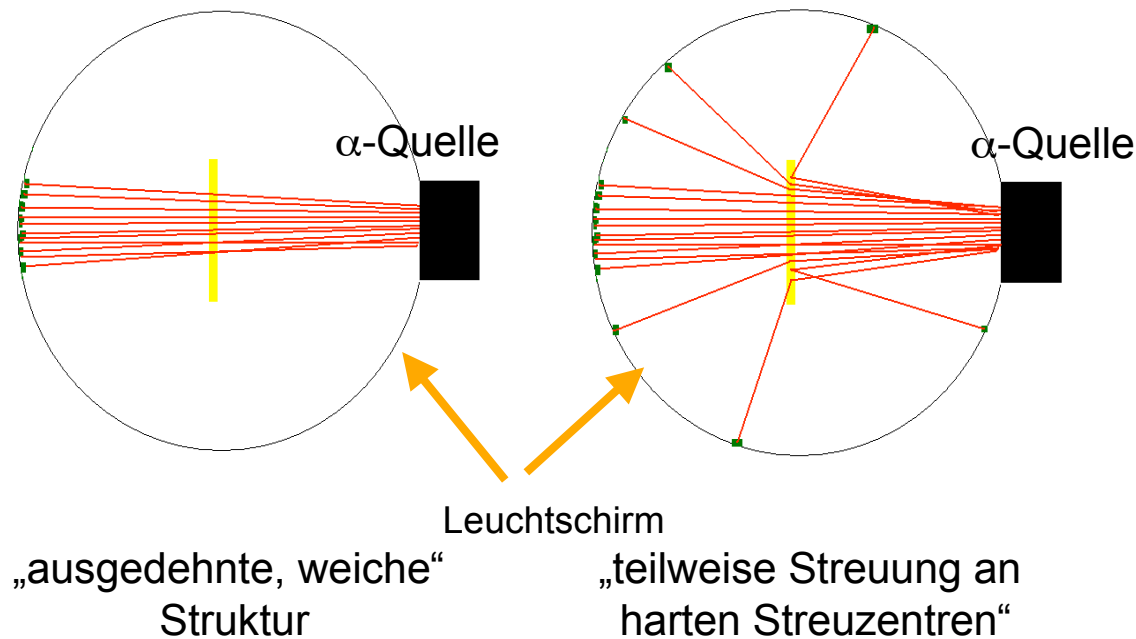 α-Quelle
α-Quelle
Leuchtschirm
„ausgedehnte, weiche“
Struktur
„teilweise Streuung an
harten Streuzentren“